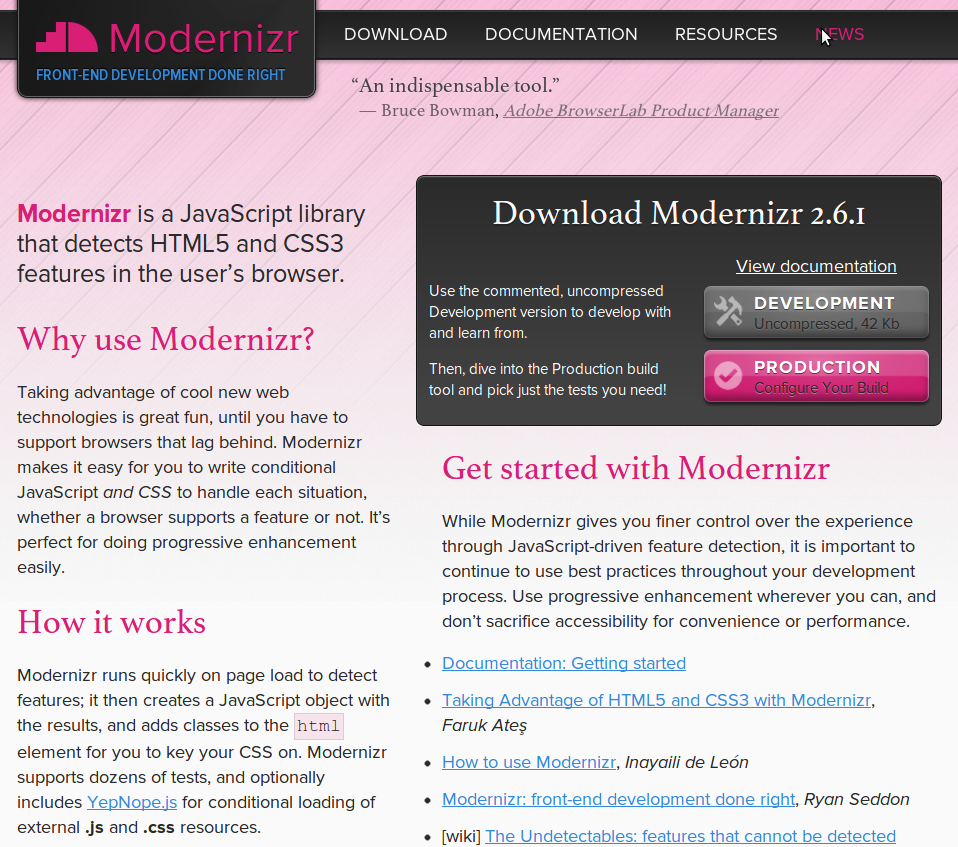 Modernizr
FRONT-END DEVELOPMENT DONE RIGHT
DOWNLOAD DOCUMENTATION RESOURCES NEWS
“An indispensable tool.”
— Bruce Bowman, Adobe BrowserLab Product Manager
Modernizr is a JavaScript library
that detects HTML5 and CSS3
features in the user’s browser.
Why use Modernizr?
Taking advantage of cool new web
technologies is great fun, until you have to
support browsers that lag behind. Modernizr
makes it easy for you to write conditional
JavaScript and CSS to handle each situation,
whether a browser supports a feature or not. It’s
perfect for doing progressive enhancement
easily.
How it works
Modernizr runs quickly on page load to detect
features; it then creates a JavaScript object with
the results, and adds classes to the html
element for you to key your CSS on. Modernizr
supports dozens of tests, and optionally
includes YepNope.js for conditional loading of
external .js and .css resources.
Download Modernizr 2.6.1
View documentation
Use the commented, uncompressed
Development version to develop with
and learn from.
Then, dive into the Production build
tool and pick just the tests you need!
DEVELOPMENT
Uncompressed, 42 Kb
PRODUCTION
Configure Your Build
Get started with Modernizr
While Modernizr gives you finer control over the experience
through JavaScript-driven feature detection, it is important to
continue to use best practices throughout your development
process. Use progressive enhancement wherever you can, and
don’t sacrifice accessibility for convenience or performance.
• Documentation: Getting started
• Taking Advantage of HTML5 and CSS3 with Modernizr,
Faruk Ateş
• How to use Modernizr, Inayaili de León
• Modernizr: front-end development done right, Ryan Seddon
• [wiki] The Undetectables: features that cannot be detected